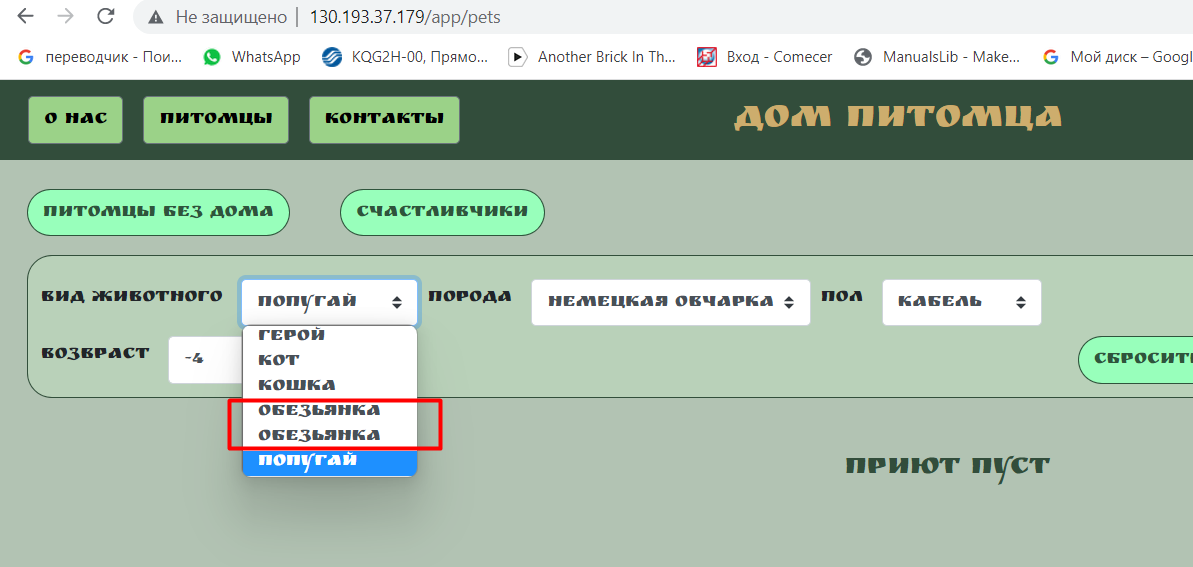 Не защищено | 130.193.37.179/app/pets
переводчик - Пои... WhatsApp KQG2H-00, Прямо... Another Brick In Th... Вход - Comecer ManualsLib - Make... Мой диск – Googl
О НАС ПИТОМЦЫ КОНТАКТЫ ДОМ ПИТОМЦА
ПИТОМЦЫ БЕЗ ДОМА СЧАСТЛИВЧИКИ
ВИД ЖИВОТНОГО ПОПУГАЙ ПОРОДА НЕМЕЦКАЯ ОВЧАРКА ПОЛ КАБЕЛЬ
ГЕРОЙ
ВОЗВРАСТ -4 КОТ СБРОСИТЬ
КОШКА
ОБЕЗЬЯНКА
ОБЕЗЬЯНКА
ПОПУГАЙ
ПРИЮТ ПУСТ